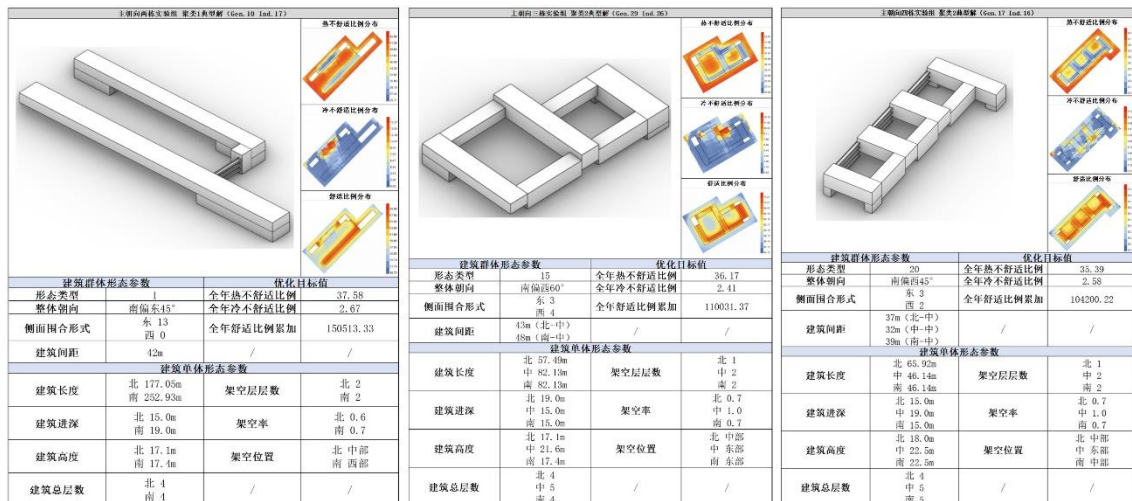 主朝向两栋实验组 聚类1典型解 (Gen.10 Ind.17)
热不舒适比例分布
冷不舒适比例分布
舒适比例分布
建筑群体形态参数 优化目标值
形态类型 1 全年热不舒适比例 37.58
整体朝向 南偏东45° 全年冷不舒适比例 2.67
侧面围合形式 东 13 西 0 全年舒适比例累加 150513.33
建筑间距 42m / /
建筑单体形态参数
建筑长度 北 177.05m 南 252.93m 架空层层数 北 2 南 2
建筑进深 北 15.0m 南 19.0m 架空率 北 0.6 南 0.7
建筑高度 北 17.1m 南 17.4m 架空位置 北 中部 南 西部
建筑总层数 北 4 南 4 / /
主朝向三栋实验组 聚类2典型解 (Gen.29 Ind.26)
热不舒适比例分布
冷不舒适比例分布
舒适比例分布
建筑群体形态参数 优化目标值
形态类型 15 全年热不舒适比例 36.17
整体朝向 南偏西60° 全年冷不舒适比例 2.41
侧面围合形式 东 3 西 4 全年舒适比例累加 110031.37
建筑间距 43m (北-中) 48m (南-中) / /
建筑单体形态参数
建筑长度 北 57.49m 中 82.13m 南 82.13m 架空层层数 北 1 中 2 南 2
建筑进深 北 19.0m 中 15.0m 南 15.0m 架空率 北 0.7 中 1.0 南 0.7
建筑高度 北 17.1m 中 21.6m 南 17.4m 架空位置 北 中部 中 东部 南 东部
建筑总层数 北 4 中 5 南 4 / /
主朝向四栋实验组 聚类2典型解 (Gen.17 Ind.16)
热不舒适比例分布
冷不舒适比例分布
舒适比例分布
建筑群体形态参数 优化目标值
形态类型 20 全年热不舒适比例 35.39
整体朝向 南偏西45° 全年冷不舒适比例 2.58
侧面围合形式 东 3 西 2 全年舒适比例累加 104200.22
建筑间距 37m (北-中) 32m (中-中) 39m (南-中) / /
建筑单体形态参数
建筑长度 北 65.92m 中 46.14m 南 46.14m 架空层层数 北 1 中 2 南 2
建筑进深 北 15.0m 中 19.0m 南 15.0m 架空率 北 0.7 中 1.0 南 0.7
建筑高度 北 18.0m 中 22.5m 南 22.5m 架空位置 北 中部 中 东部 南 中部
建筑总层数 北 4 中 5 南 5 / /